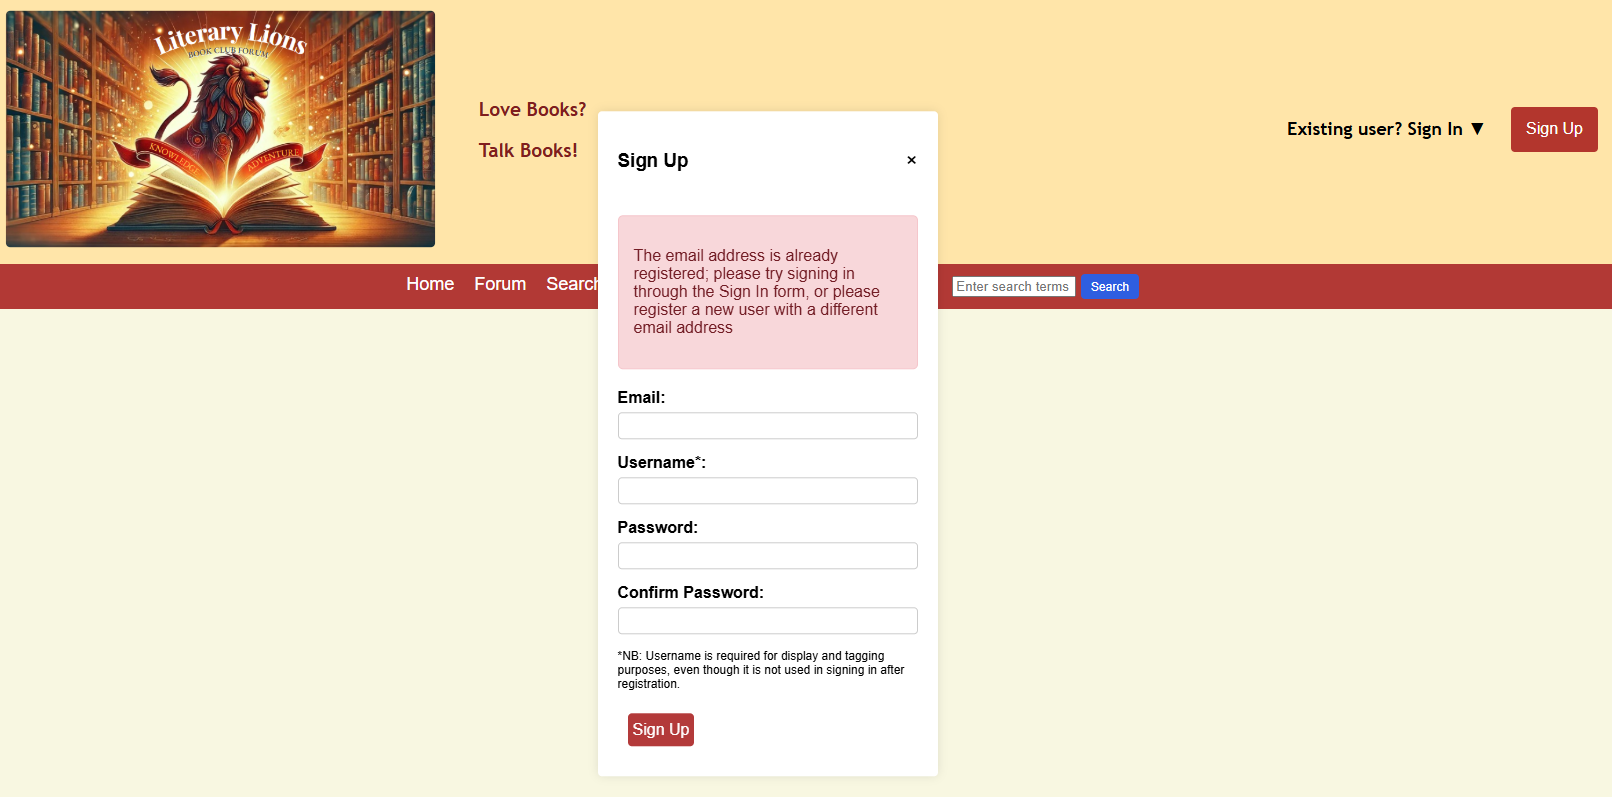 Literary Lions
BOOK CLUB FORUM
KNOWLEDGE
ADVENTURE
Love Books?
Talk Books!
Existing user? Sign In ▼
Sign Up
Home Forum Search
Enter search terms Search
Sign Up ×
The email address is already
registered; please try signing in
through the Sign In form, or please
register a new user with a different
email address
Email:
Username*:
Password:
Confirm Password:
*NB: Username is required for display and tagging
purposes, even though it is not used in signing in after
registration.
Sign Up